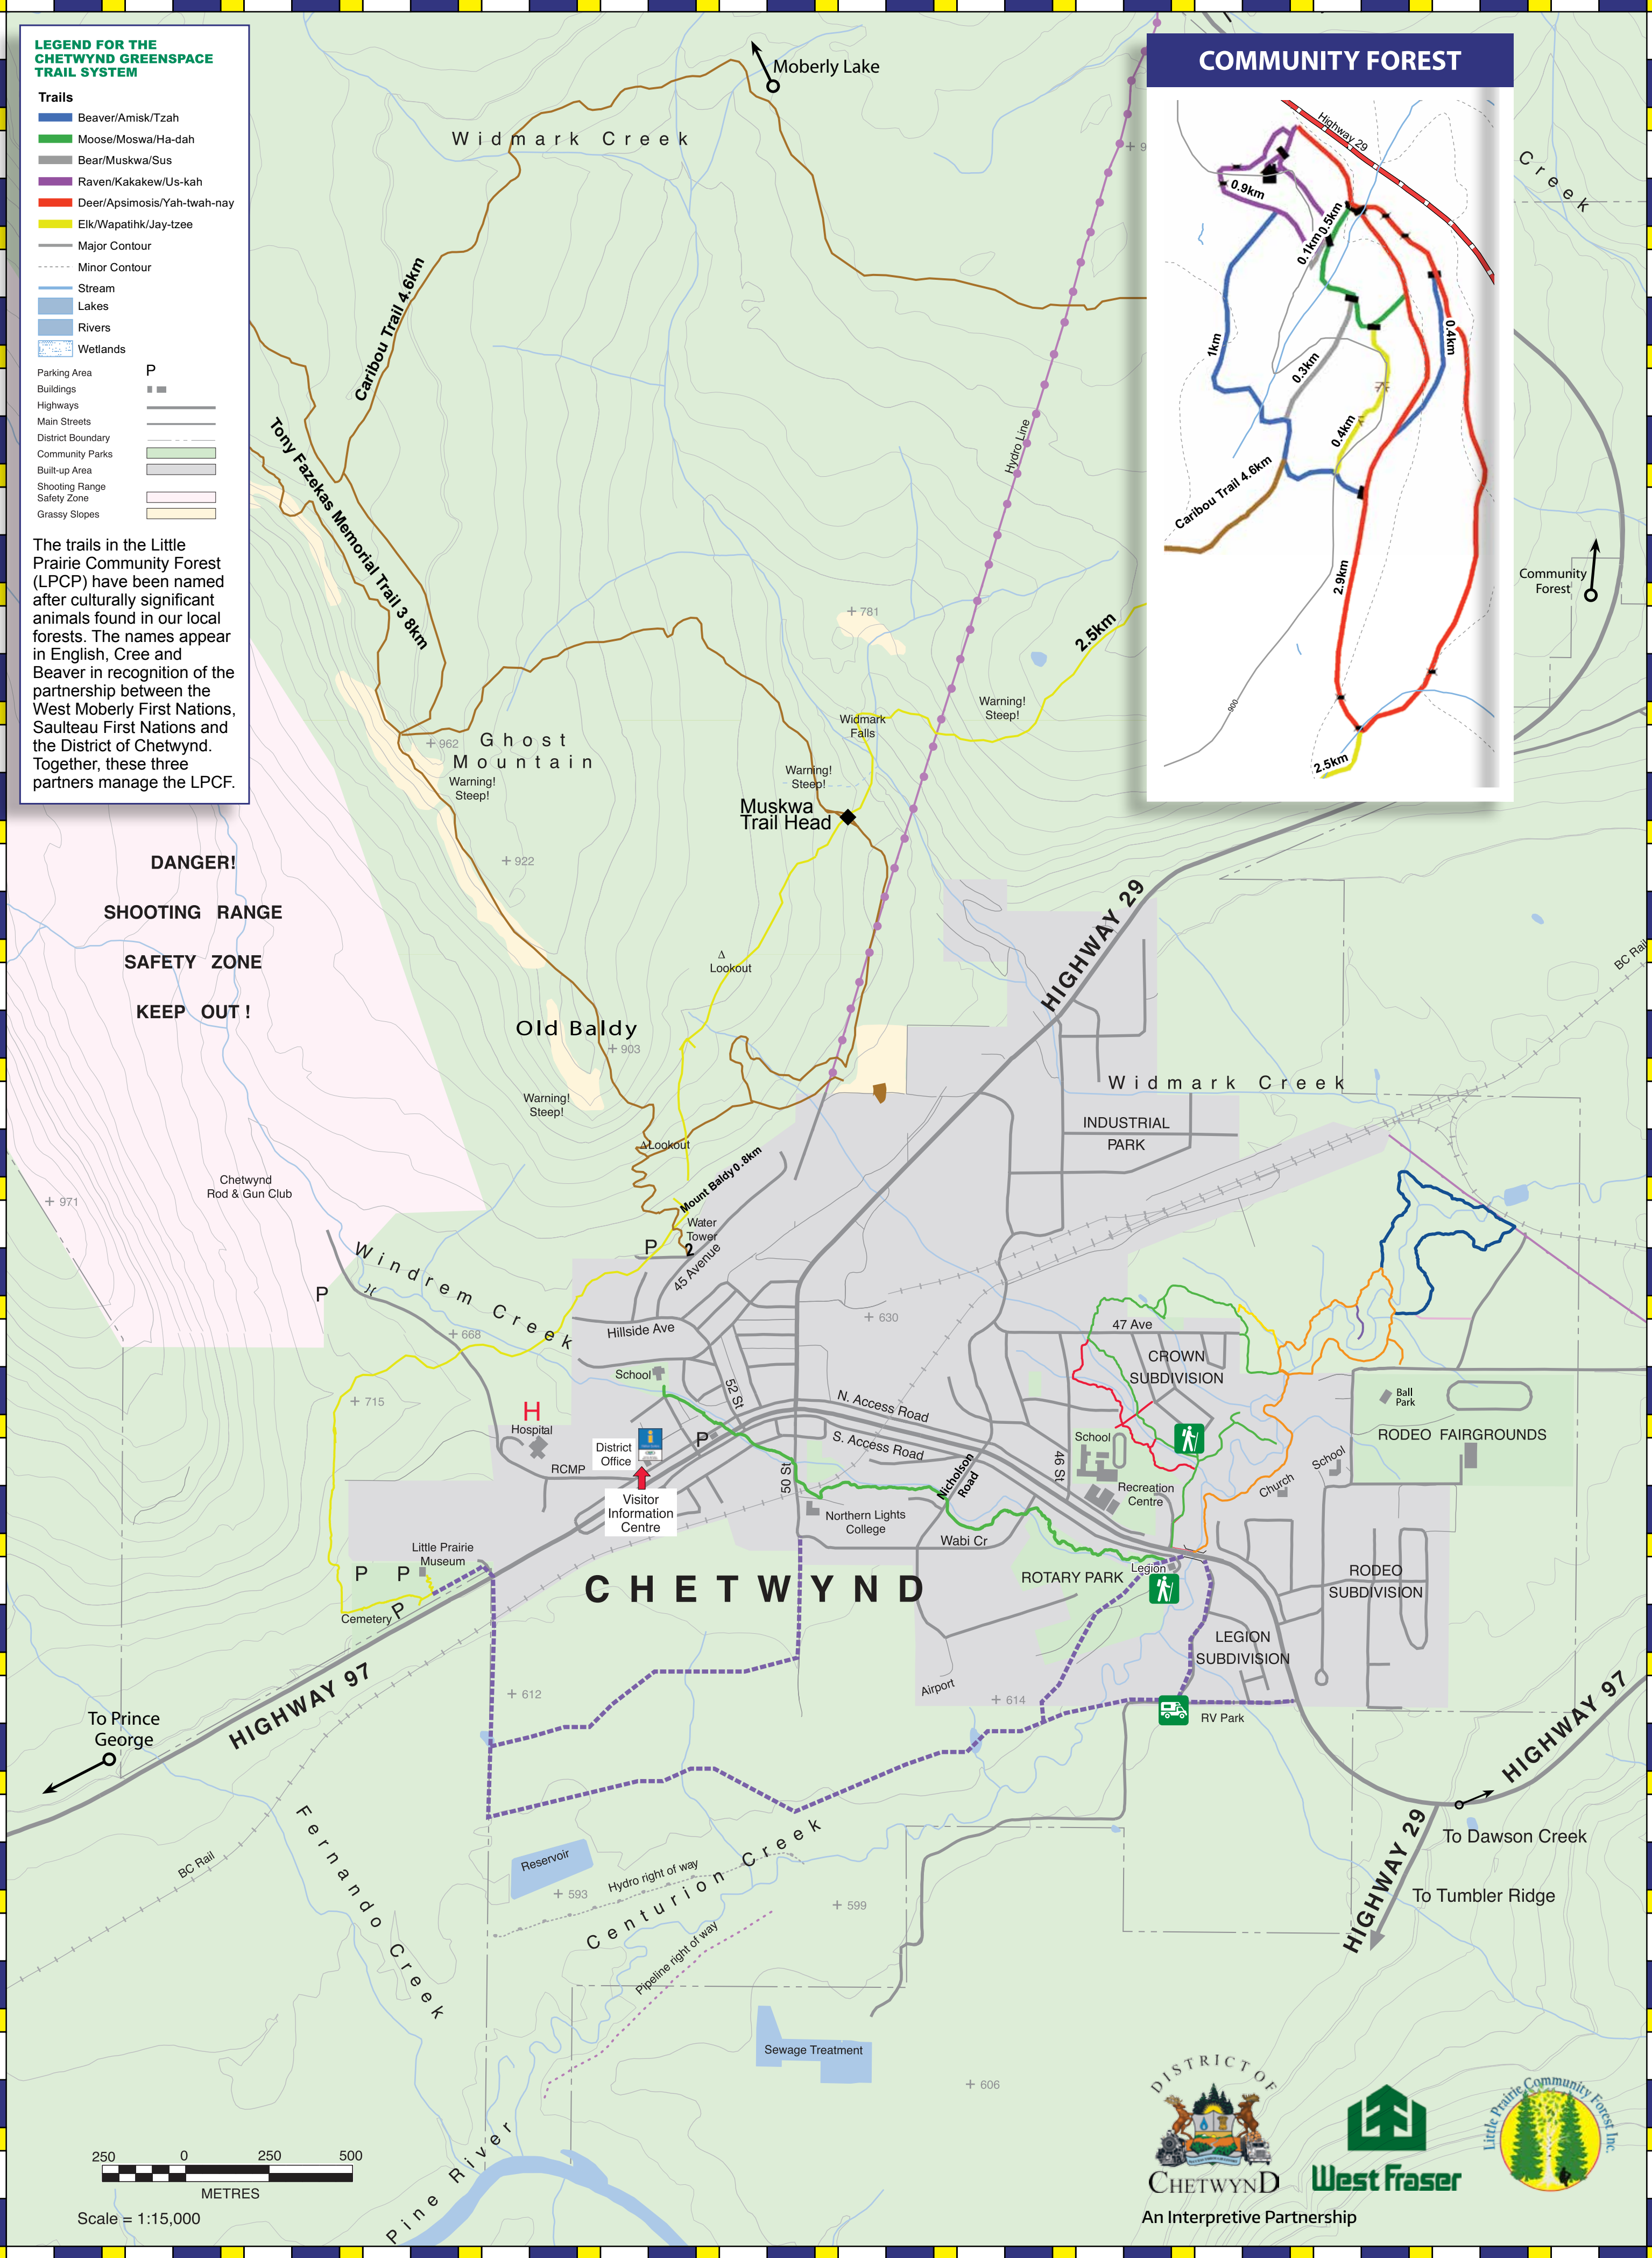 LEGEND FOR THE
CHETWYND GREENSPACE
TRAIL SYSTEM
Trails
Beaver/Amisk/Tzah
Moose/Moswa/Ha-dah
Bear/Muskwa/Sus
Raven/Kakakew/Us-kah
Deer/Apsimosis/Yah-twah-nay
Elk/Wapatihk/Jay-tzee
Major Contour
Minor Contour
Stream
Lakes
Rivers
Wetlands
Parking Area P
Buildings
Highways
Main Streets
District Boundary
Community Parks
Built-up Area
Shooting Range
Safety Zone
Grassy Slopes
The trails in the Little
Prairie Community Forest
(LPCP) have been named
after culturally significant
animals found in our local
forests. The names appear
in English, Cree and
Beaver in recognition of the
partnership between the
West Moberly First Nations,
Saulteau First Nations and
the District of Chetwynd.
Together, these three
partners manage the LPCF.
Moberly Lake
Widmark Creek
Caribou Trail 4.6km
Tony Fazekas Memorial Trail 3 8km
Hydro Line
+ 9
COMMUNITY FOREST
Highway 29
0.9km
0.5km
0.1km
1km
0.4km
0.3km
0.4km
Caribou Trail 4.6km
2.9km
900
2.5km
Creek
Community
Forest
+ 781
2.5km
Warning!
Steep!
Widmark
Falls
+ 962
Ghost
Mountain
Warning!
Steep!
Warning!
Steep!
Muskwa
Trail Head
+ 922
DANGER!
SHOOTING RANGE
SAFETY ZONE
KEEP OUT !
Lookout
HIGHWAY 29
BC Rail
Old Baldy
+ 903
Warning!
Steep!
Widmark Creek
INDUSTRIAL
PARK
Lookout
Mount Baldy 0.8km
Chetwynd
Rod & Gun Club
+ 971
Water
Tower
P
2
45 Avenue
Windrem Creek
P
+ 668
+ 630
Hillside Ave
47 Ave
CROWN
SUBDIVISION
School
52 St
+ 715
N. Access Road
S. Access Road
Ball
Park
RODEO FAIRGROUNDS
H
Hospital
District
Office
P
RCMP
Visitor
Information
Centre
50 St
Nicholson
Road
46 St
School
Recreation
Centre
Church
School
Northern Lights
College
Wabi Cr
Little Prairie
Museum
P P
Cemetery P
CHETWYND
ROTARY PARK
Legion
RODEO
SUBDIVISION
LEGION
SUBDIVISION
HIGHWAY 97
+ 612
Airport
+ 614
RV Park
To Prince
George
HIGHWAY 97
To Dawson Creek
HIGHWAY 29
To Tumbler Ridge
Fernando Creek
BC Rail
Reservoir
+ 593
Hydro right of way
Centurion Creek
+ 599
Pipeline right of way
Sewage Treatment
+ 606
Pine River
250 0 250 500
METRES
Scale = 1:15,000
DISTRICT OF
CHETWYND
West Fraser
Little Prairie Community Forest Inc.
An Interpretive Partnership